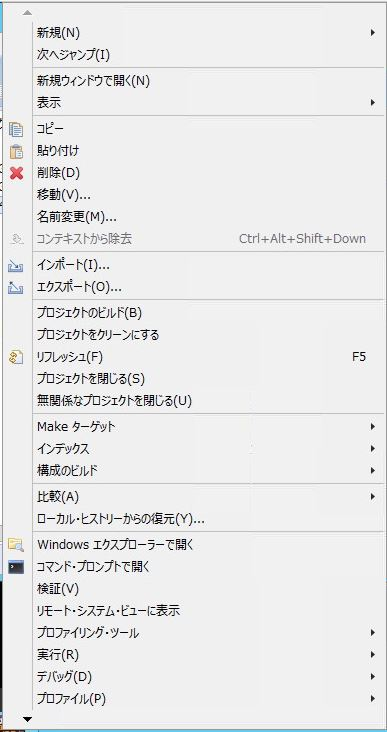 新規(N)
次へジャンプ(I)
新規ウィンドウで開く(N)
表示
コピー
貼り付け
削除(D)
移動(V)...
名前変更(M)...
コンテキストから除去 Ctrl+Alt+Shift+Down
インポート(I)...
エクスポート(O)...
プロジェクトのビルド(B)
プロジェクトをクリーンにする
リフレッシュ(F) F5
プロジェクトを閉じる(S)
無関係なプロジェクトを閉じる(U)
Make ターゲット
インデックス
構成のビルド
比較(A)
ローカル・ヒストリーからの復元(Y)...
Windows エクスプローラーで開く
コマンド・プロンプトで開く
検証(V)
リモート・システム・ビューに表示
プロファイリング・ツール
実行(R)
デバッグ(D)
プロファイル(P)